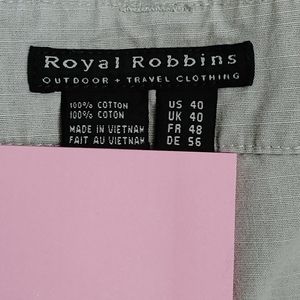 Royal Robbins
OUTDOOR + TRAVEL CLOTHING
100% COTTON
100% COTON
MADE IN VIETNAM
FAIT AU VIETNAM
US 40
UK 40
FR 48
DE 56